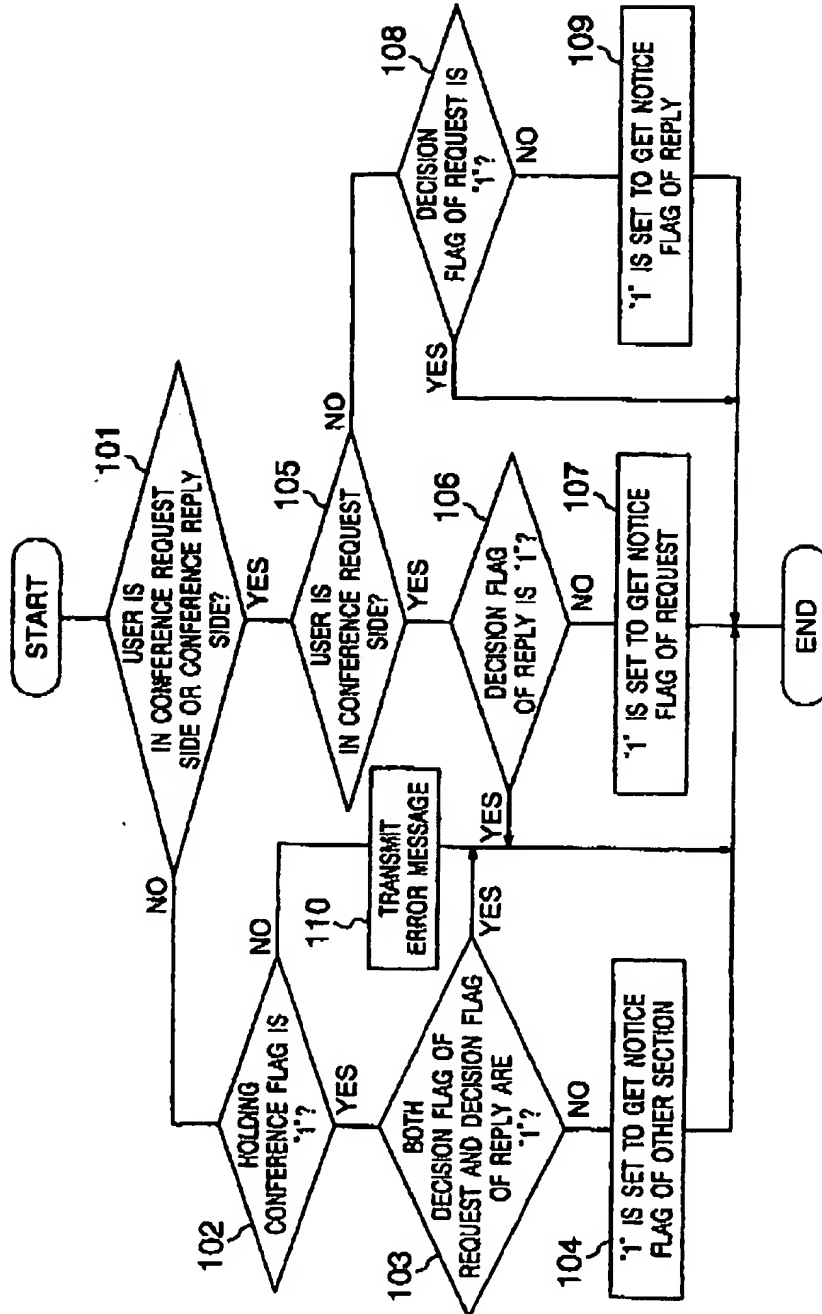 START
101
USER IS
IN CONFERENCE REQUEST
SIDE OR CONFERENCE REPLY
SIDE?
NO
YES
102
HOLDING
CONFERENCE FLAG IS
"1"?
NO
YES
105
USER IS
IN CONFERENCE REQUEST
SIDE?
NO
YES
108
DECISION
FLAG OF REQUEST IS
"1"?
YES
NO
110
TRANSMIT
ERROR MESSAGE
103
BOTH
DECISION FLAG OF
REQUEST AND DECISION FLAG
OF REPLY ARE
"1"?
YES
NO
106
DECISION FLAG
OF REPLY IS "1"?
YES
NO
104
"1" IS SET TO GET NOTICE
FLAG OF OTHER SECTION
107
"1" IS SET TO GET NOTICE
FLAG OF REQUEST
109
"1" IS SET TO GET NOTICE
FLAG OF REPLY
END